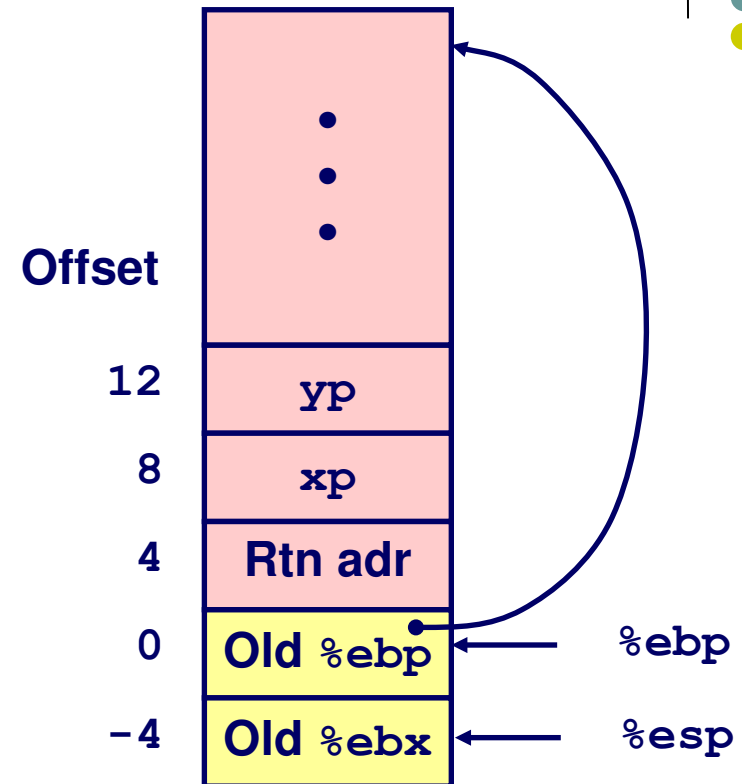 Offset
12 yp
8 xp
4 Rtn adr
0 Old %ebp %ebp
-4 Old %ebx %esp